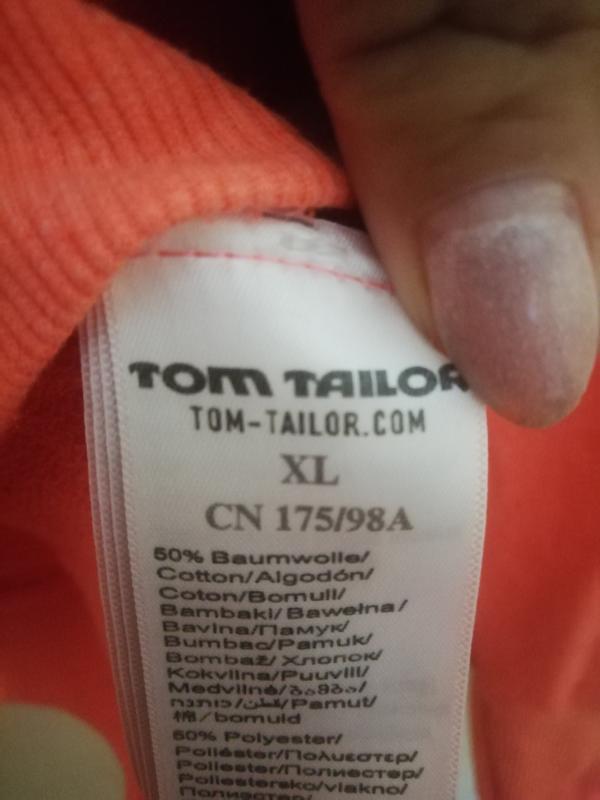 TOM TAILOR
TOM-TAILOR.COM
XL
CN 175/98A
50% Baumwolle/
Cotton/Algodón/
Coton/Bomull/
Bambaki/Bawełna/
Bavlna/Памук/
Bumbac/Pamuk/
Bombaž/Хлопок/
Kokvilna/Puuvill/
Medvilnė/ბამბა/
כותנה/قطن/Pamut/
棉/bomuld
50% Polyester/
Poliéster/Πολυεστερ/
Poliester/Полиестер/
Poliestersko/vlakno/